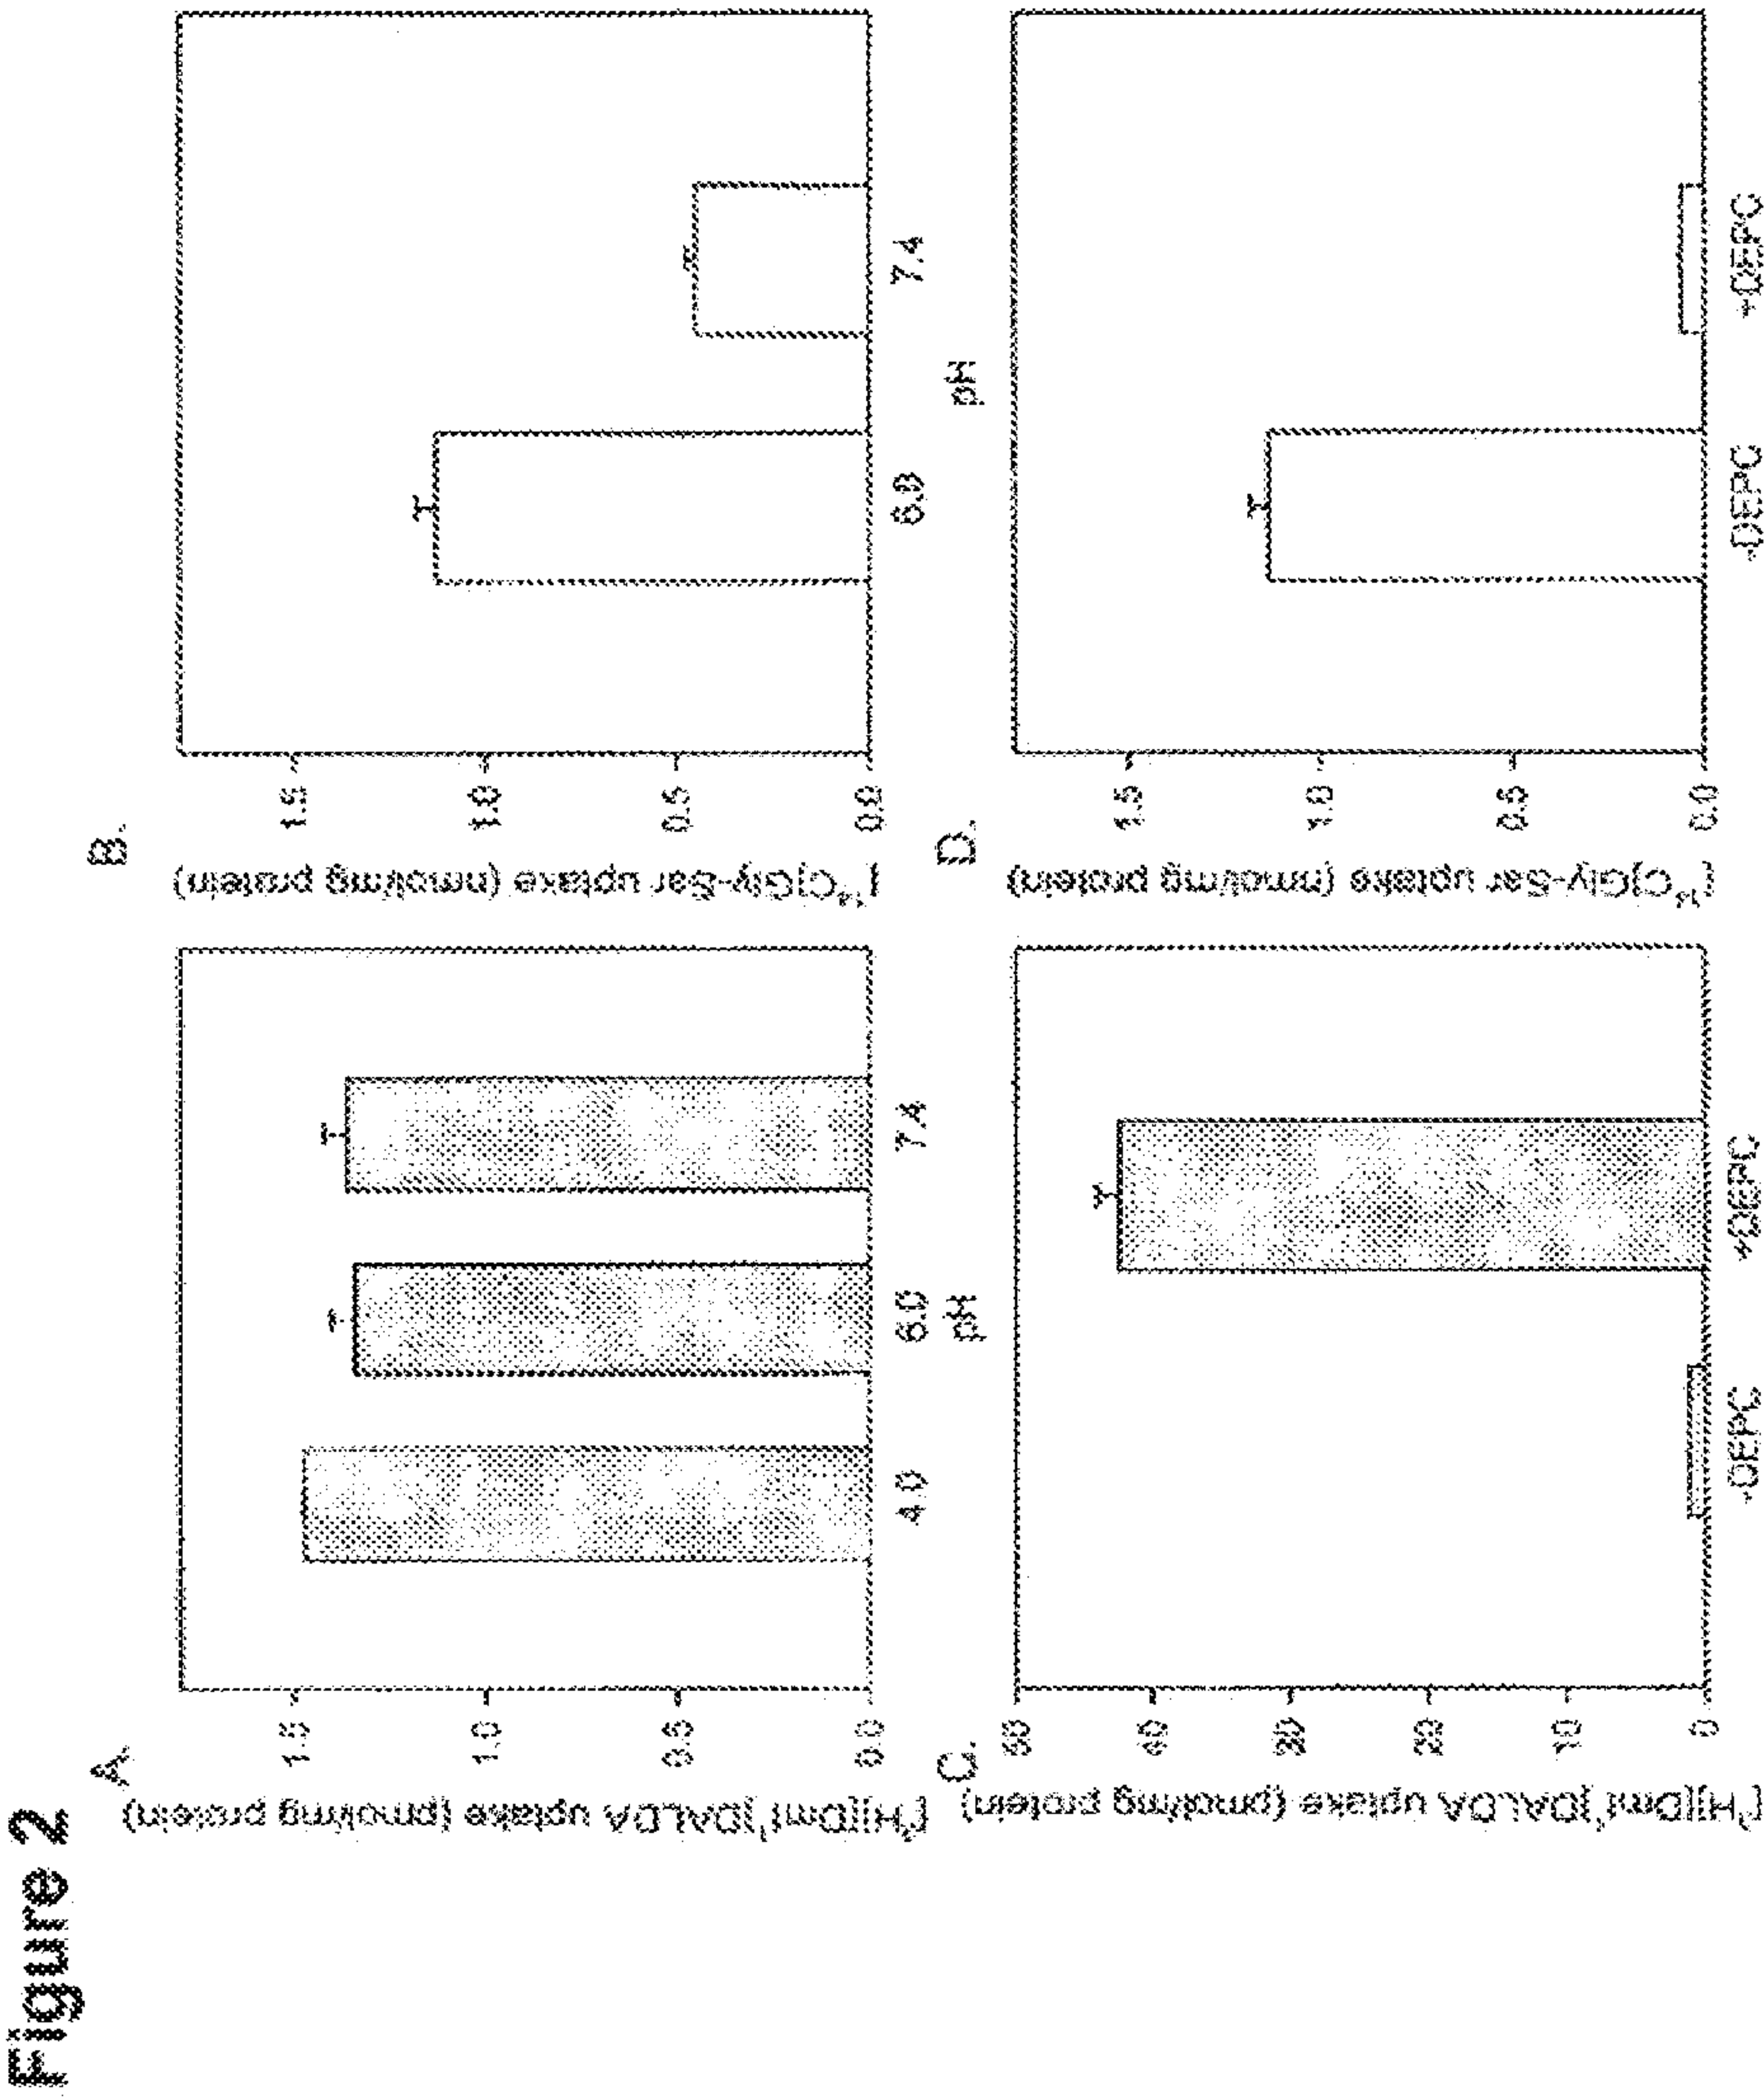 Figure 2
A.
[³H][Dmt¹]DALDA uptake (pmol/mg protein)
1.5
1.0
0.5
0.0
4.0
6.0
7.4
pH
B.
[¹⁴C]Gly-Sar uptake (nmol/mg protein)
1.5
1.0
0.5
0.0
7.4
pH
C.
[³H][Dmt¹]DALDA uptake (pmol/mg protein)
50
40
30
20
10
0
-DEPC
+DEPC
D.
[¹⁴C]Gly-Sar uptake (nmol/mg protein)
1.5
1.0
0.5
0.0
-DEPC
+DEPC